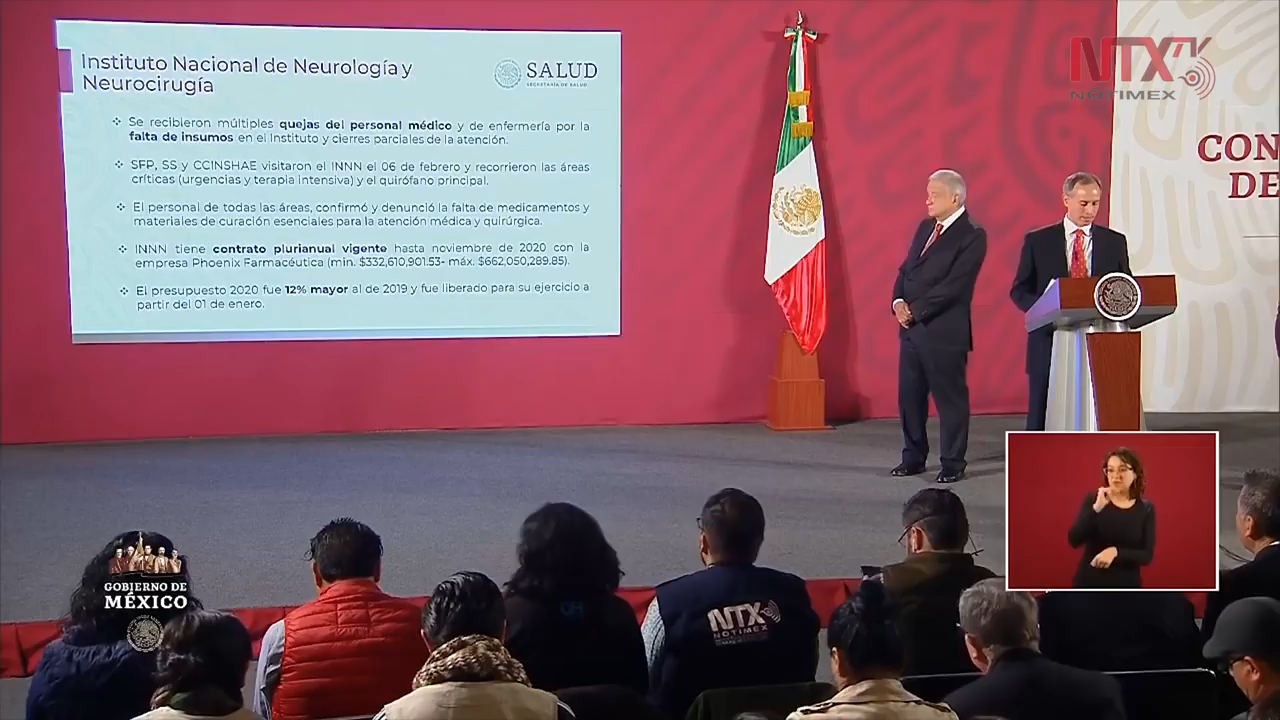 Instituto Nacional de Neurología y
Neurocirugía
SALUD
SECRETARÍA DE SALUD
Se recibieron múltiples quejas del personal médico y de enfermería por la
falta de insumos en el Instituto y cierres parciales de la atención.
SFP, SS y CCINSHAE visitaron el INNN el 06 de febrero y recorrieron las áreas
críticas (urgencias y terapia intensiva) y el quirófano principal.
El personal de todas las áreas, confirmó y denunció la falta de medicamentos y
materiales de curación esenciales para la atención médica y quirúrgica.
INNN tiene contrato plurianual vigente hasta noviembre de 2020 con la
empresa Phoenix Farmacéutica (min. $332,610,901.53- máx. $662,050,289.85).
El presupuesto 2020 fue 12% mayor al de 2019 y fue liberado para su ejercicio a
partir del 01 de enero.
NTX TV
NOTIMEX
CON
DE
GOBIERNO DE
MÉXICO
NTX
NOTIMEX